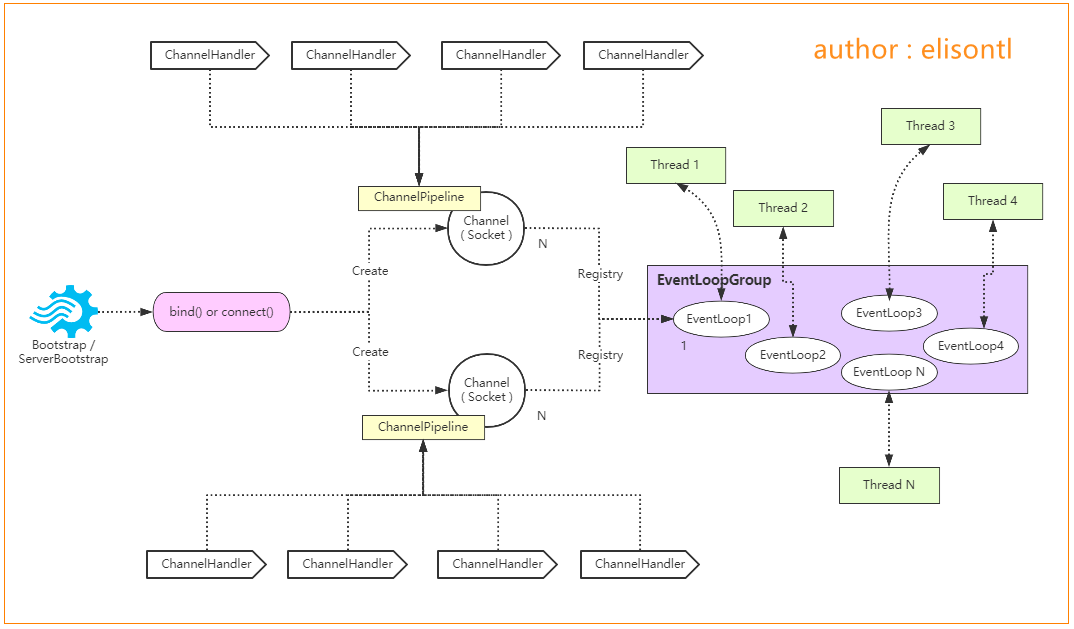 author : elisontl
ChannelHandler
ChannelHandler
ChannelHandler
ChannelHandler
Thread 3
Thread 1
Thread 4
Thread 2
ChannelPipeline
Channel
( Socket )
N
Create
Registry
EventLoopGroup
bind() or connect()
EventLoop1
EventLoop3
1
EventLoop2
EventLoop4
EventLoop N
Bootstrap /
ServerBootstrap
Create
Registry
Channel
( Socket )
N
ChannelPipeline
Thread N
ChannelHandler
ChannelHandler
ChannelHandler
ChannelHandler